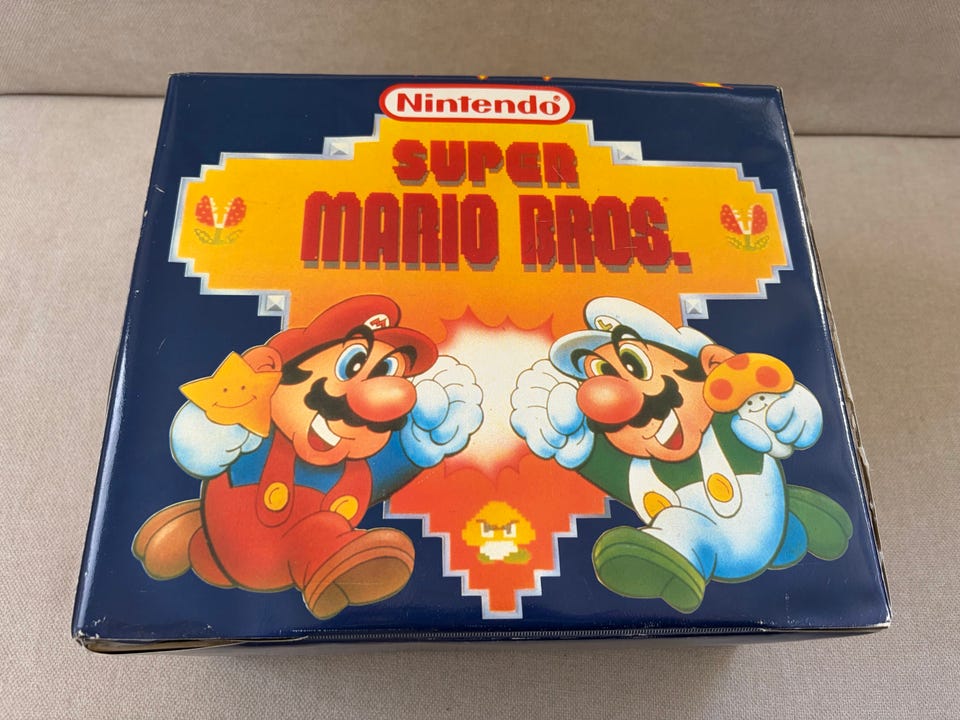 Nintendo®
SUPER
MARIO BROS.
M
L